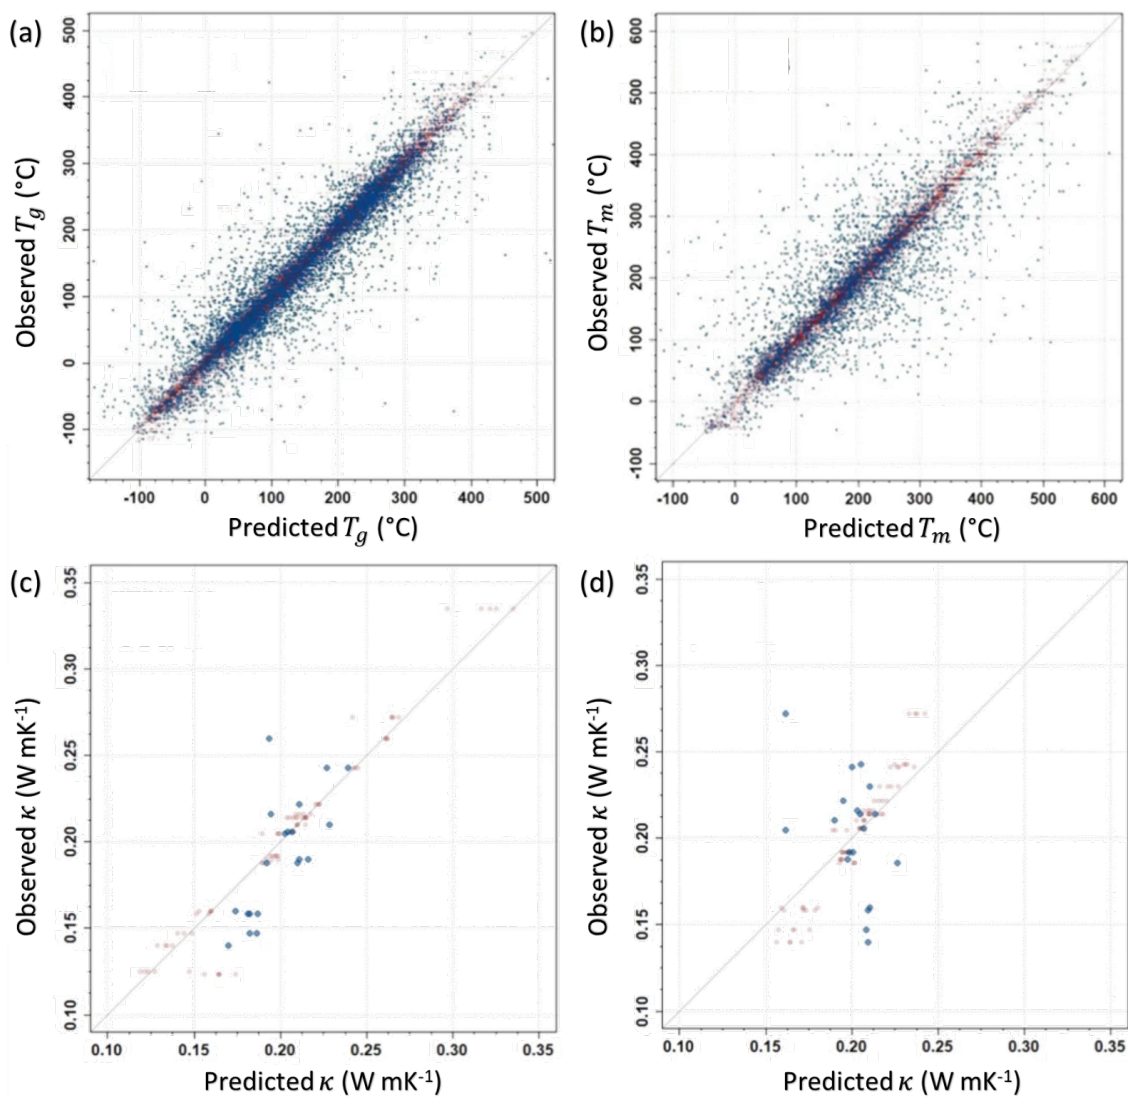 (a)
500
400
300
200
100
0
-100
Observed T_g (°C)
-100 0 100 200 300 400 500
Predicted T_g (°C)
(b)
600
500
400
300
200
100
0
-100
Observed T_m (°C)
-100 0 100 200 300 400 500 600
Predicted T_m (°C)
(c)
0.35
0.30
0.25
0.20
0.15
0.10
Observed κ (W mK⁻¹)
0.10 0.15 0.20 0.25 0.30 0.35
Predicted κ (W mK⁻¹)
(d)
0.35
0.30
0.25
0.20
0.15
0.10
Observed κ (W mK⁻¹)
0.10 0.15 0.20 0.25 0.30 0.35
Predicted κ (W mK⁻¹)